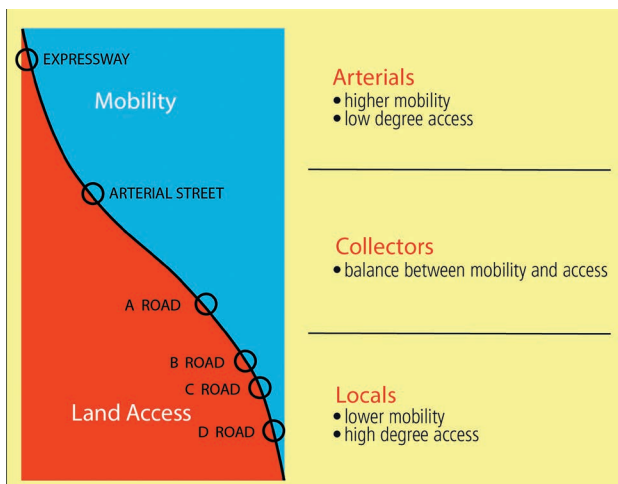 EXPRESSWAY
Mobility
ARTERIAL STREET
A ROAD
B ROAD
C ROAD
Land Access
D ROAD
Arterials
• higher mobility
• low degree access
Collectors
• balance between mobility and access
Locals
• lower mobility
• high degree access